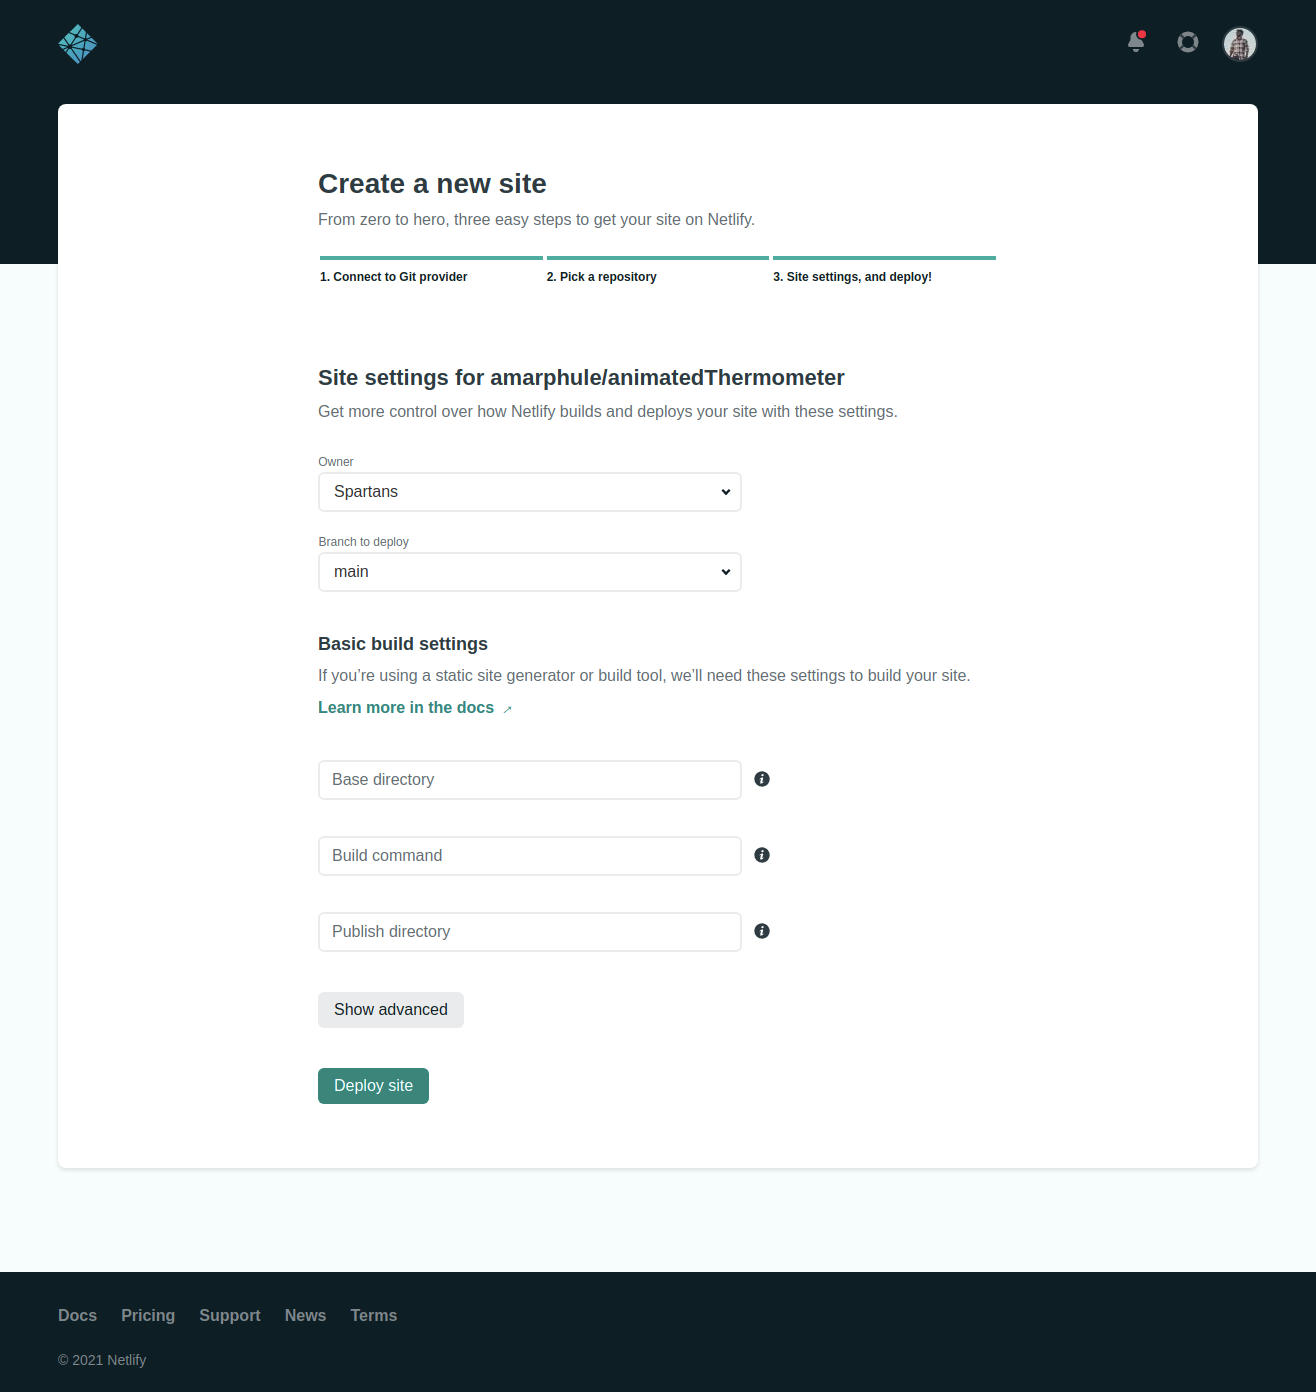 Create a new site
From zero to hero, three easy steps to get your site on Netlify.
1. Connect to Git provider
2. Pick a repository
3. Site settings, and deploy!
Site settings for amarphule/animatedThermometer
Get more control over how Netlify builds and deploys your site with these settings.
Owner
Spartans
Branch to deploy
main
Basic build settings
If you’re using a static site generator or build tool, we’ll need these settings to build your site.
Learn more in the docs →
Base directory
Build command
Publish directory
Show advanced
Deploy site
Docs Pricing Support News Terms
© 2021 Netlify